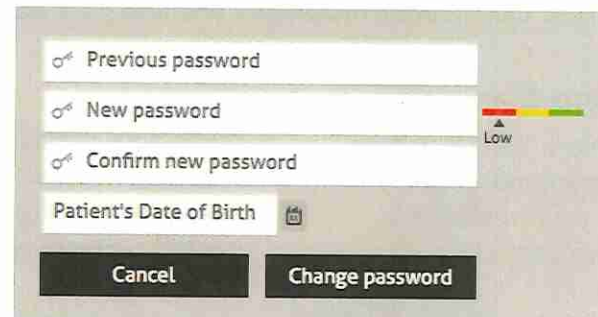 Previous password
New password
Low
Confirm new password
Patient's Date of Birth
Cancel
Change password